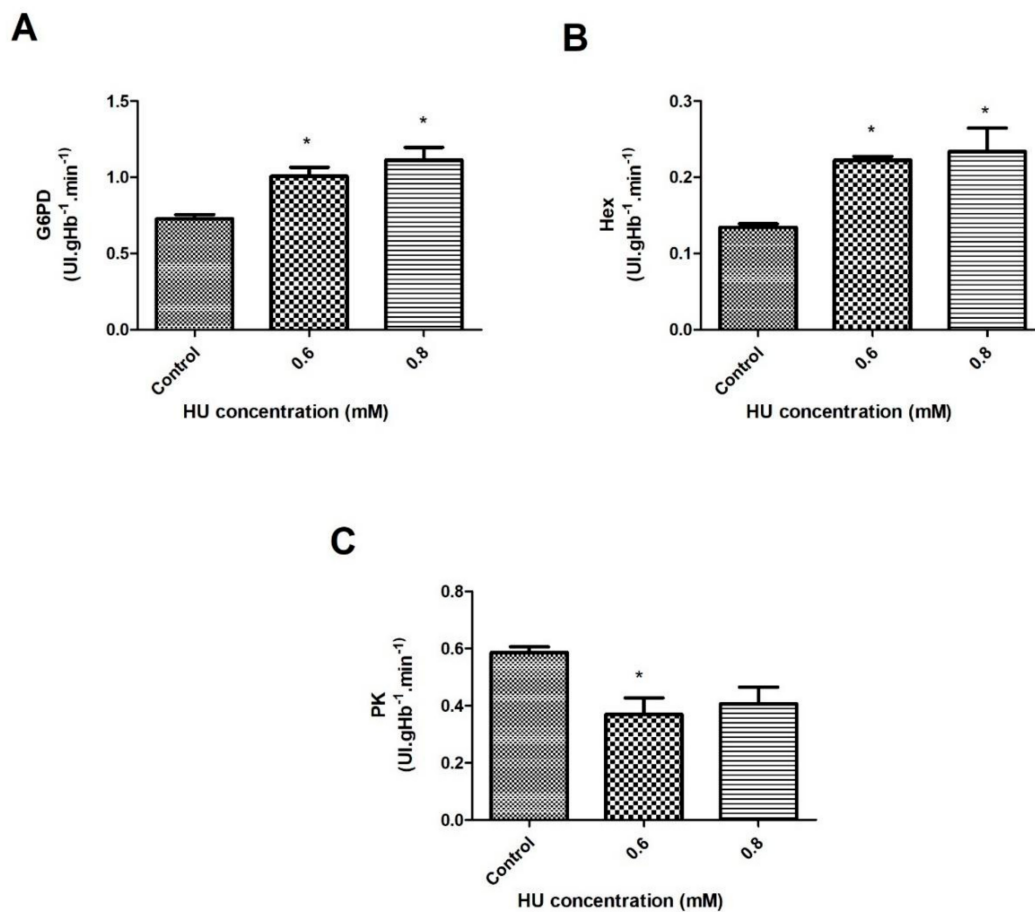 A
G6PD
(UI.gHb⁻¹.min⁻¹)
1.5
1.0
0.5
0.0
*
*
Control
0.6
0.8
HU concentration (mM)
B
Hex
(UI.gHb⁻¹.min⁻¹)
0.3
0.2
0.1
0.0
*
*
Control
0.6
0.8
HU concentration (mM)
C
PK
(UI.gHb⁻¹.min⁻¹)
0.8
0.6
0.4
0.2
0.0
*
Control
0.6
0.8
HU concentration (mM)